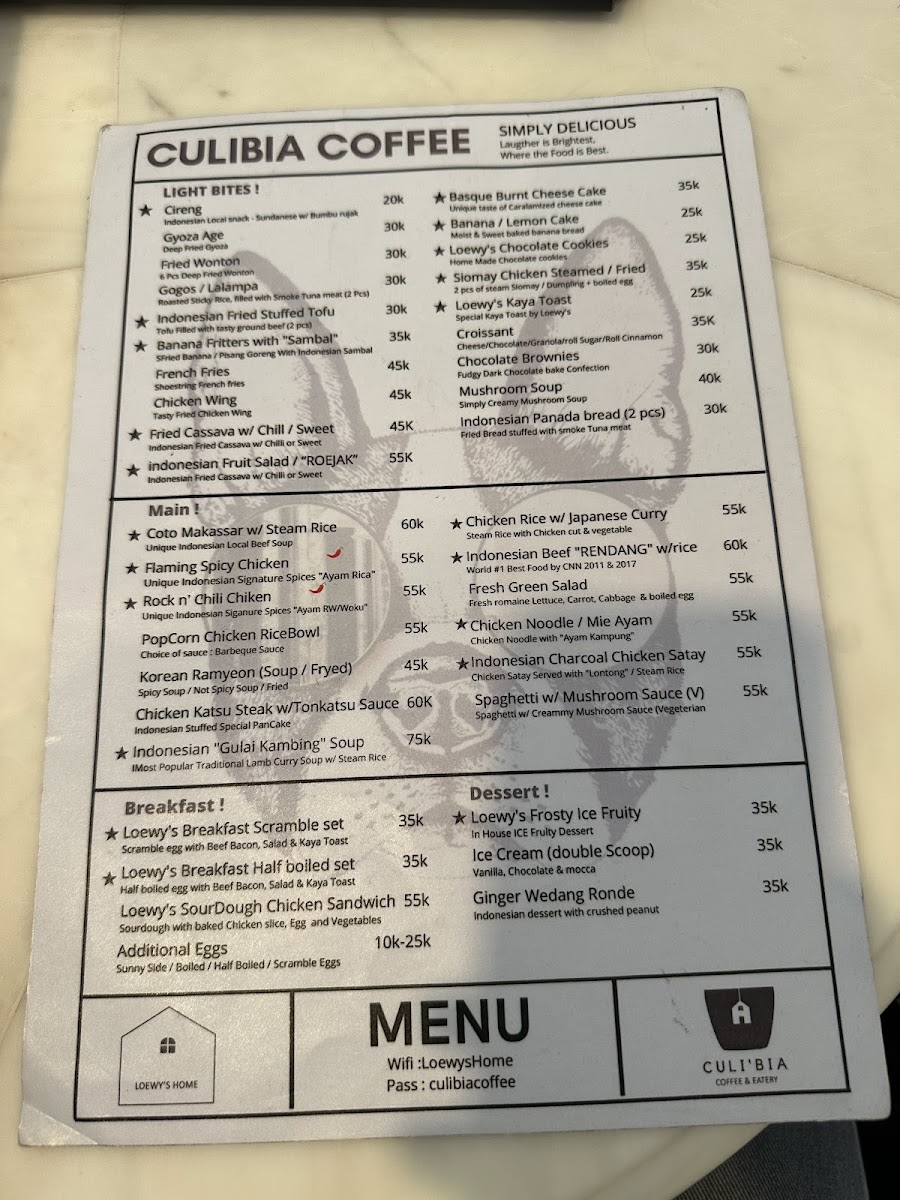 CULIBIA COFFEE
SIMPLY DELICIOUS
Laugther is Brightest,
Where the Food is Best.
LIGHT BITES !
★ Cireng 20k
Indonesian Local snack - Sundanese w/ Bumbu rujak
Gyoza Age 30k
Deep Fried Gyoza
Fried Wonton 30k
6 Pcs Deep Fried Wonton
Gogos / Lalampa 30k
Roasted Sticky Rice, filled with Smoke Tuna meat (2 Pcs)
★ Indonesian Fried Stuffed Tofu 30k
Tofu Filled with tasty ground beef (2 pcs)
★ Banana Fritters with "Sambal" 35k
SFried Banana / Pisang Goreng With Indonesian Sambal
French Fries 45k
Shoestring French fries
Chicken Wing 45k
Tasty Fried Chicken Wing
★ Fried Cassava w/ Chill / Sweet 45K
Indonesian Fried Cassava w/ Chilli or Sweet
★ indonesian Fruit Salad / "ROEJAK" 55K
Indonesian Fried Cassava w/ Chilli or Sweet
★ Basque Burnt Cheese Cake 35k
Unique taste of Caralamtzed cheese cake
★ Banana / Lemon Cake 25k
Moist & Sweet baked banana bread
★ Loewy's Chocolate Cookies 25k
Home Made Chocolate cookies
★ Siomay Chicken Steamed / Fried 35k
2 pcs of steam Siomay / Dumpling + boiled egg
★ Loewy's Kaya Toast 25k
Special Kaya Toast by Loewy's
Croissant 35K
Cheese/Chocolate/Granola/roll Sugar/Roll Cinnamon
Chocolate Brownies 30k
Fudgy Dark Chocolate bake Confection
Mushroom Soup 40k
Simply Creamy Mushroom Soup
Indonesian Panada bread (2 pcs) 30k
Fried Bread stuffed with smoke Tuna meat
Main !
★ Coto Makassar w/ Steam Rice 60k
Unique Indonesian Local Beef Soup
★ Flaming Spicy Chicken 55k
Unique Indonesian Signature Spices "Ayam Rica"
★ Rock n' Chili Chiken 55k
Unique Indonesian Siganure Spices "Ayam RW/Woku"
PopCorn Chicken RiceBowl 55k
Choice of sauce : Barbeque Sauce
Korean Ramyeon (Soup / Fryed) 45k
Spicy Soup / Not Spicy Soup / Fried
Chicken Katsu Steak w/Tonkatsu Sauce 60K
Indonesian Stuffed Special PanCake
★ Indonesian "Gulai Kambing" Soup 75k
IMost Popular Traditional Lamb Curry Soup w/ Steam Rice
★ Chicken Rice w/ Japanese Curry 55k
Steam Rice with Chicken cut & vegetable
★ Indonesian Beef "RENDANG" w/rice 60k
World #1 Best Food by CNN 2011 & 2017
Fresh Green Salad 55k
Fresh romaine Lettuce, Carrot, Cabbage & boiled egg
★ Chicken Noodle / Mie Ayam 55k
Chicken Noodle with "Ayam Kampung"
★ Indonesian Charcoal Chicken Satay 55k
Chicken Satay Served with "Lontong" / Steam Rice
Spaghetti w/ Mushroom Sauce (V) 55k
Spaghetti w/ Creammy Mushroom Sauce (Vegeterian
Breakfast !
★ Loewy's Breakfast Scramble set 35k
Scramble egg with Beef Bacon, Salad & Kaya Toast
★ Loewy's Breakfast Half boiled set 35k
Half boiled egg with Beef Bacon, Salad & Kaya Toast
Loewy's SourDough Chicken Sandwich 55k
Sourdough with baked Chicken slice, Egg and Vegetables
Additional Eggs 10k-25k
Sunny Side / Boiled / Half Boiled / Scramble Eggs
Dessert !
★ Loewy's Frosty Ice Fruity 35k
In House ICE Fruity Dessert
Ice Cream (double Scoop) 35k
Vanilla, Chocolate & mocca
Ginger Wedang Ronde 35k
Indonesian dessert with crushed peanut
LOEWY'S HOME
MENU
Wifi :LoewysHome
Pass : culibiacoffee
CULI'BIA
COFFEE & EATERY